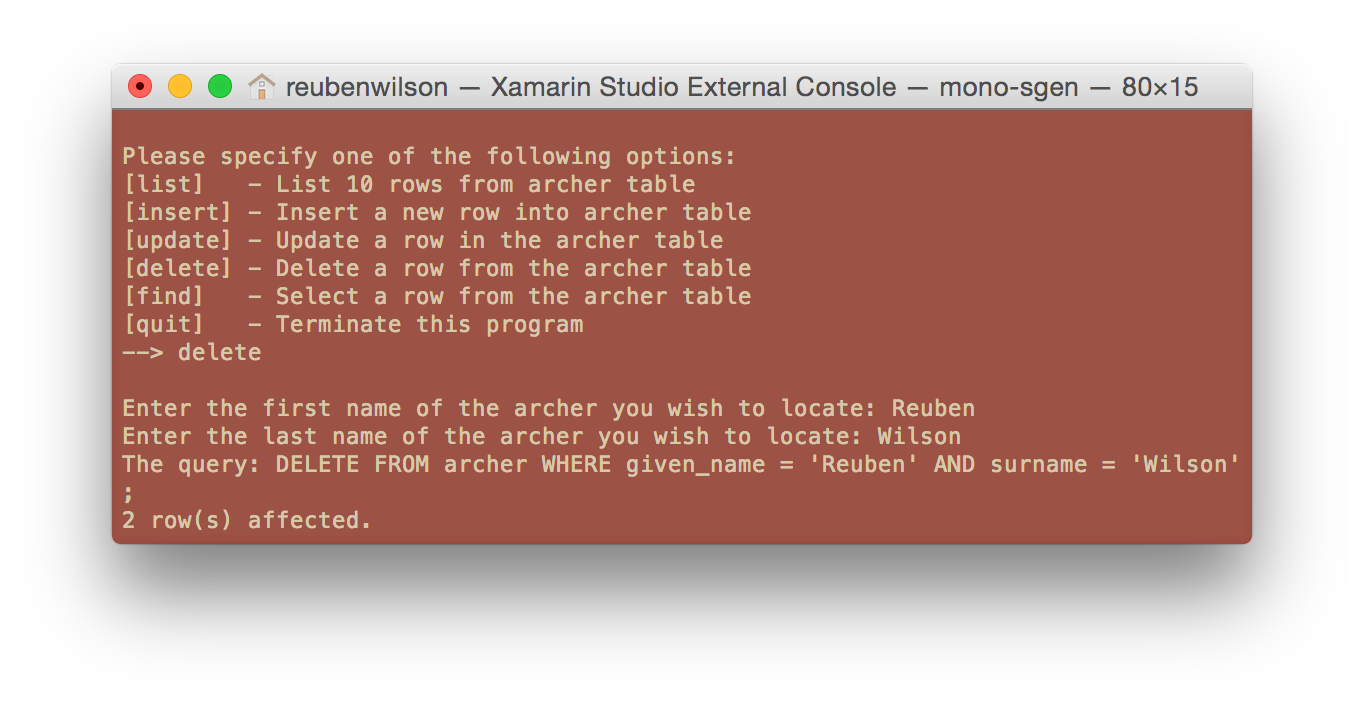 reubenwilson — Xamarin Studio External Console — mono-sgen — 80×15
Please specify one of the following options:
[list]   - List 10 rows from archer table
[insert] - Insert a new row into archer table
[update] - Update a row in the archer table
[delete] - Delete a row from the archer table
[find]   - Select a row from the archer table
[quit]   - Terminate this program
--> delete
Enter the first name of the archer you wish to locate: Reuben
Enter the last name of the archer you wish to locate: Wilson
The query: DELETE FROM archer WHERE given_name = 'Reuben' AND surname = 'Wilson'
;
2 row(s) affected.